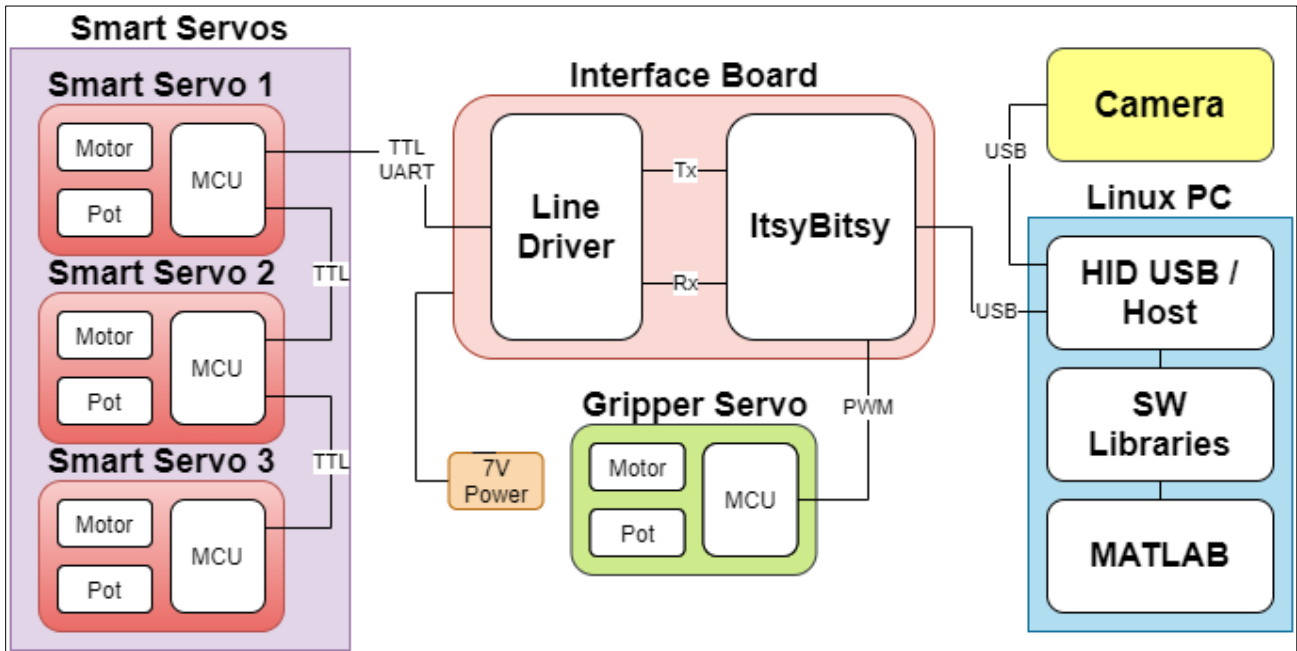 Smart Servos
Smart Servo 1
Motor
Pot
MCU
TTL
Smart Servo 2
Motor
Pot
MCU
TTL
Smart Servo 3
Motor
Pot
MCU
TTL
UART
Interface Board
Line
Driver
Tx
Rx
ItsyBitsy
7V
Power
Gripper Servo
Motor
Pot
MCU
PWM
USB
USB
Camera
Linux PC
HID USB /
Host
SW
Libraries
MATLAB